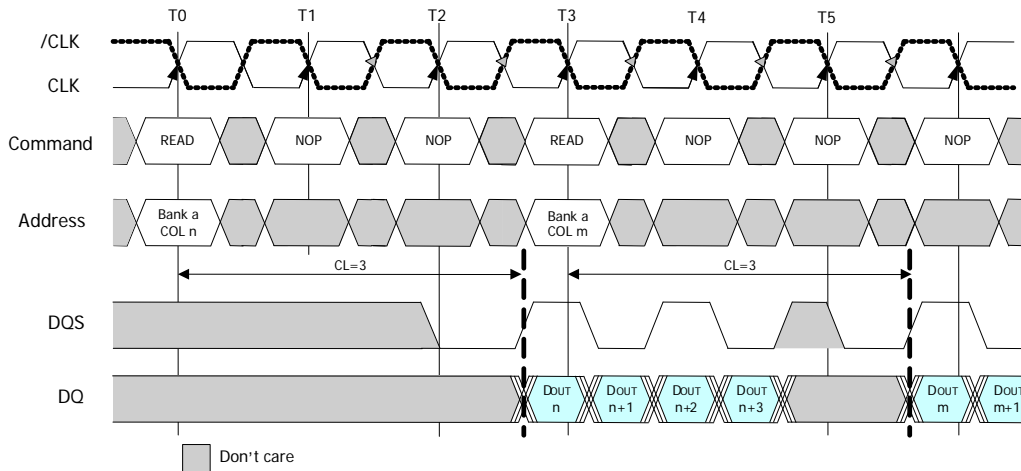 T0 T1 T2 T3 T4 T5
/CLK
CLK
Command READ NOP NOP READ NOP NOP NOP
Address Bank a COL n Bank a COL m
CL=3 CL=3
DQS
DQ DOUT n DOUT n+1 DOUT n+2 DOUT n+3 DOUT m DOUT m+1
Don't care